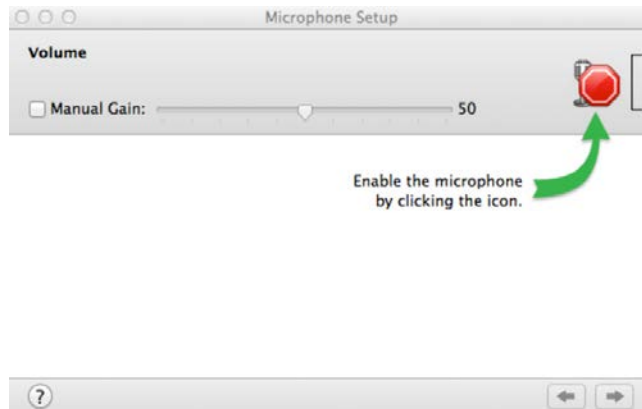 Microphone Setup
Volume
Manual Gain: 50
Enable the microphone
by clicking the icon.
?